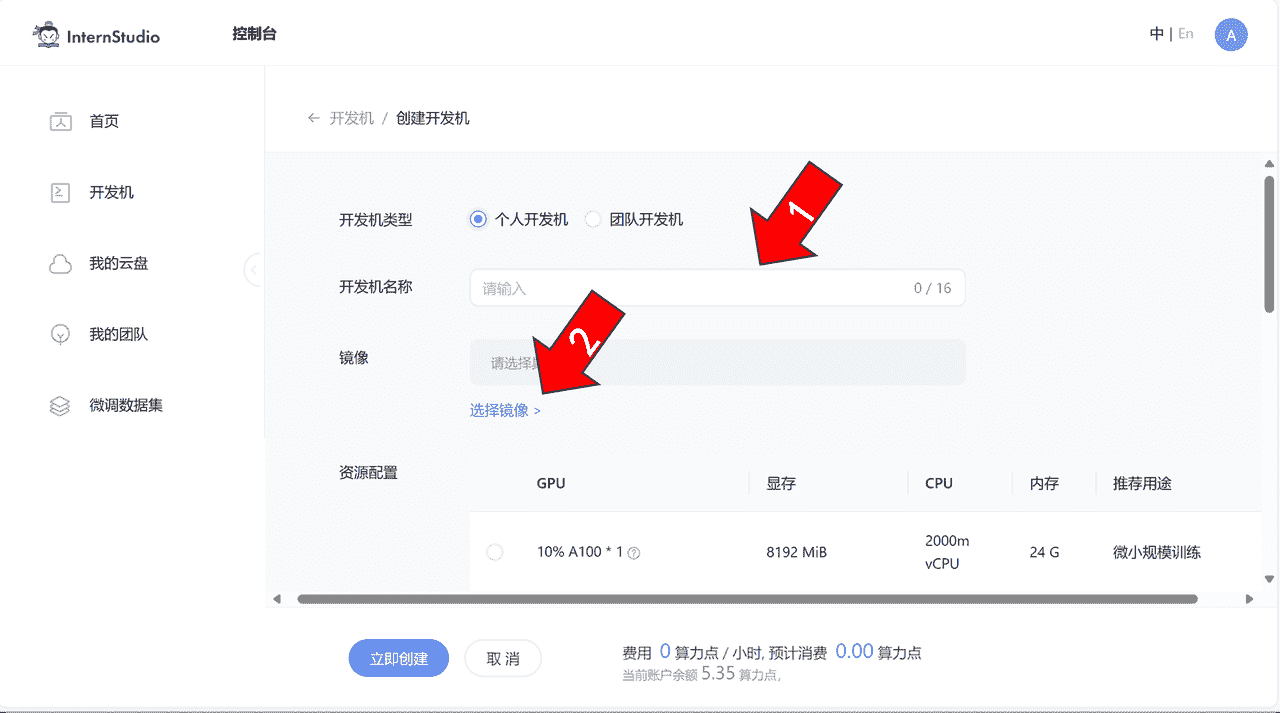 InternStudio
控制台
中 | En
A
首页
开发机
我的云盘
我的团队
微调数据集
← 开发机 / 创建开发机
开发机类型
个人开发机
团队开发机
1
开发机名称
请输入
0 / 16
2
镜像
请选择
选择镜像 >
资源配置
GPU 显存 CPU 内存 推荐用途
10% A100 * 1 8192 MiB 2000m vCPU 24 G 微小规模训练
立即创建
取 消
费用 0 算力点 / 小时, 预计消费 0.00 算力点
当前账户余额 5.35 算力点,